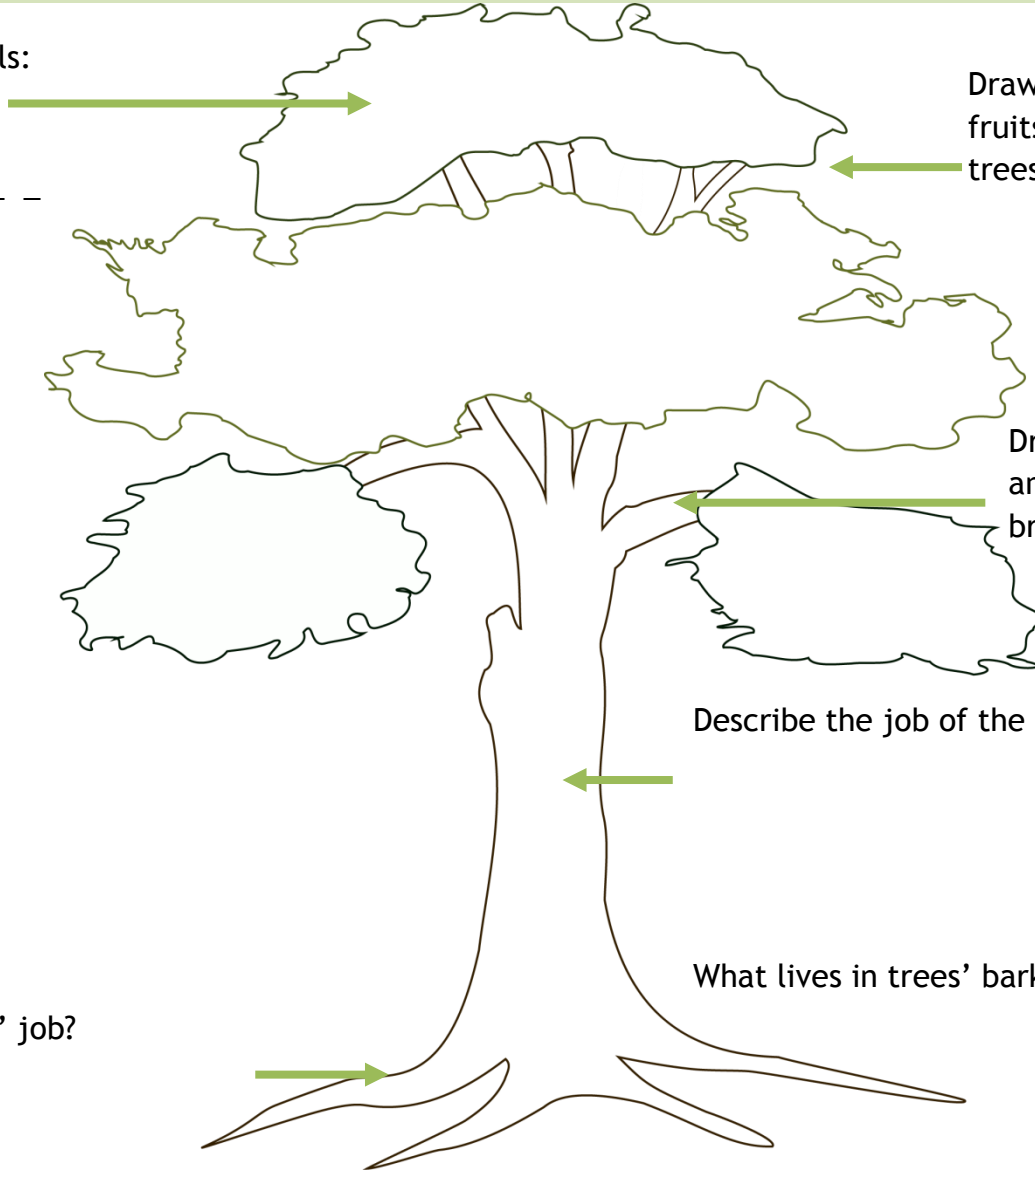 ls:
Draw
fruits
trees
_ _
Dr
an
br
Describe the job of the
What lives in trees’ bark
’ job?